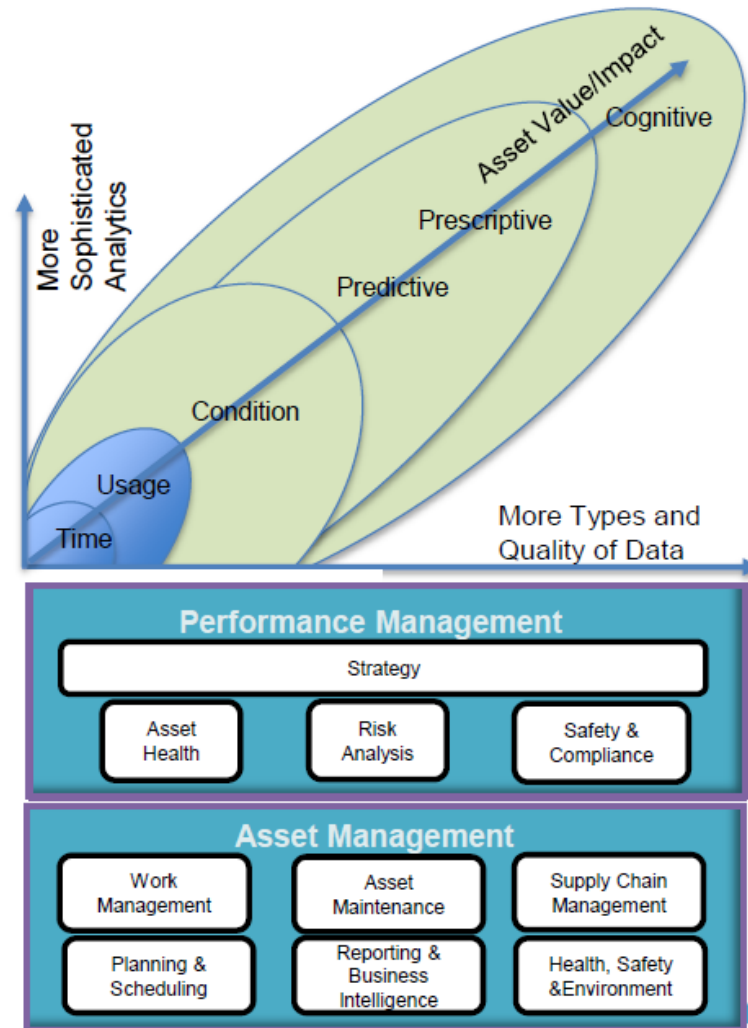 Asset Value/Impact
Cognitive
More
Sophisticated
Analytics
Prescriptive
Predictive
Condition
Usage
Time
More Types and
Quality of Data
Performance Management
Strategy
Asset
Health
Risk
Analysis
Safety &
Compliance
Asset Management
Work
Management
Asset
Maintenance
Supply Chain
Management
Planning &
Scheduling
Reporting &
Business
Intelligence
Health, Safety
&Environment